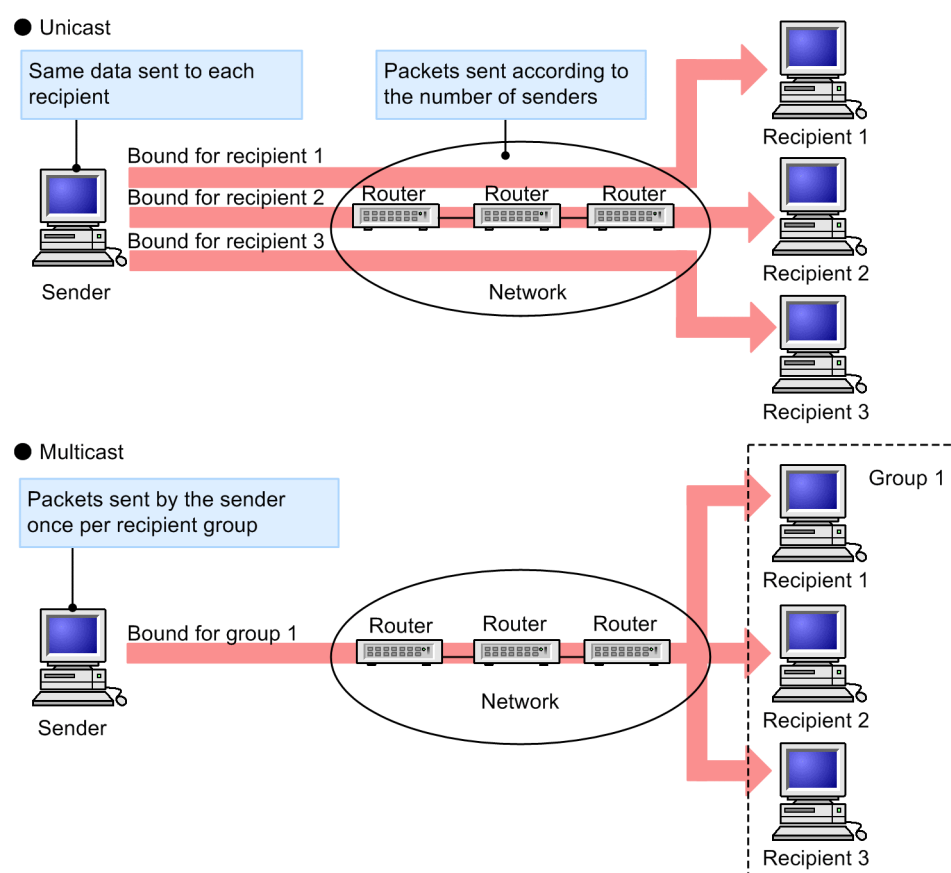 ● Unicast
Same data sent to each
recipient
Packets sent according to
the number of senders
Recipient 1
Bound for recipient 1
Bound for recipient 2
Router
Router
Router
Bound for recipient 3
Recipient 2
Sender
Network
Recipient 3
● Multicast
Packets sent by the sender
once per recipient group
Group 1
Recipient 1
Bound for group 1
Router
Router
Router
Network
Recipient 2
Sender
Recipient 3